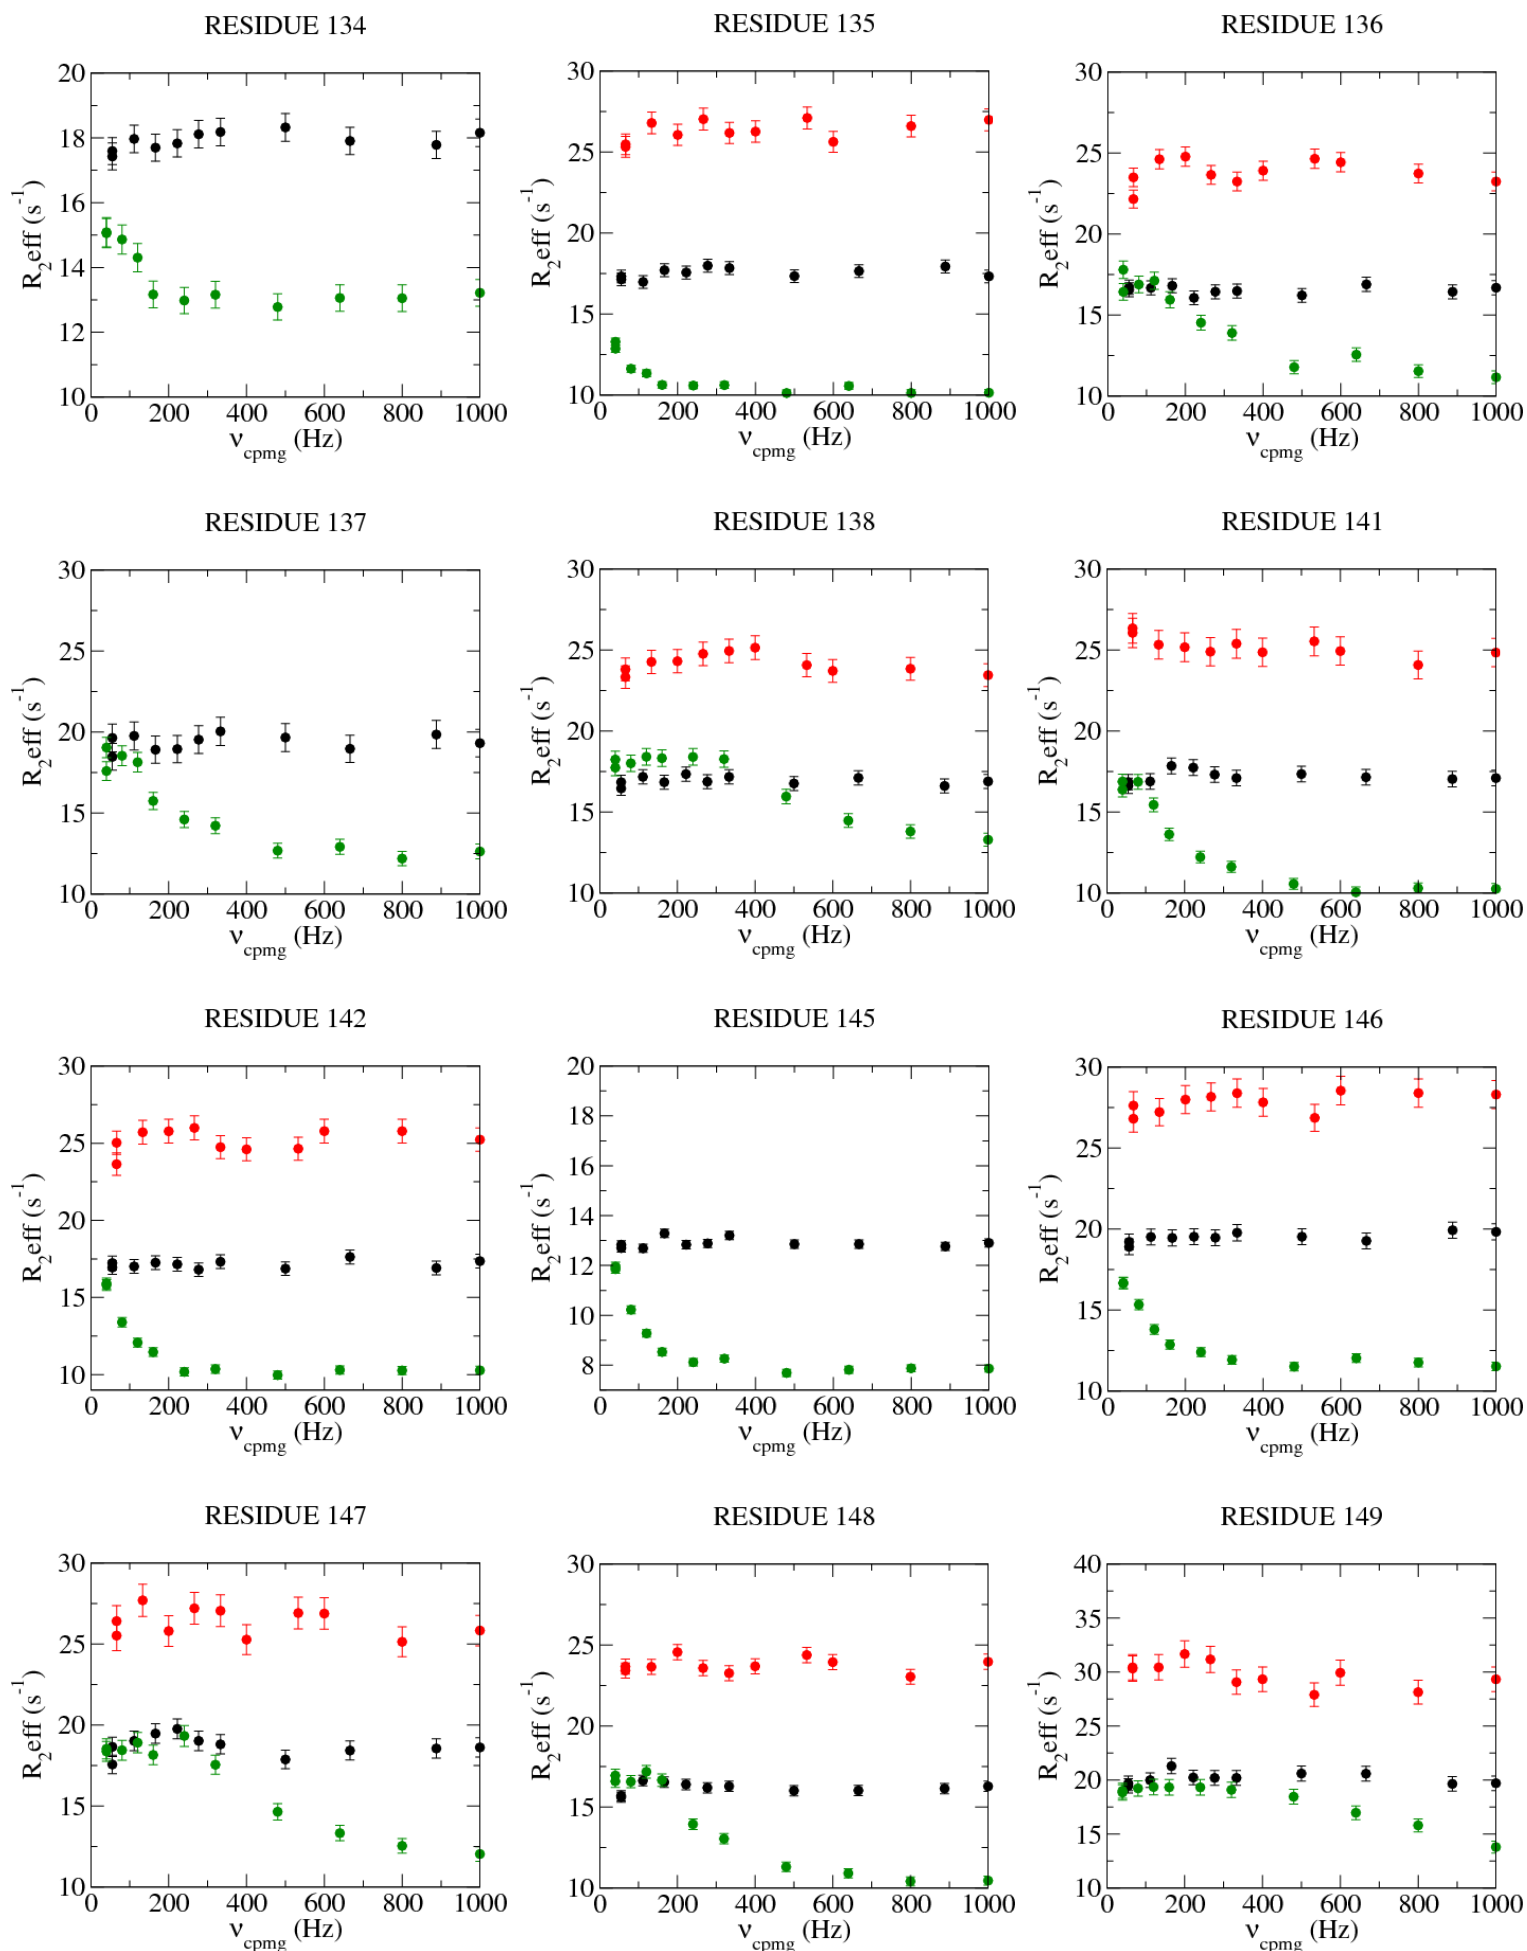 RESIDUE 134
RESIDUE 135
RESIDUE 136
20
18
16
14
12
10
R2eff (s-1)
0 200 400 600 800 1000
νcpmg (Hz)
30
25
20
15
10
R2eff (s-1)
0 200 400 600 800 1000
νcpmg (Hz)
30
25
20
15
10
R2eff (s-1)
0 200 400 600 800 1000
νcpmg (Hz)
RESIDUE 137
RESIDUE 138
RESIDUE 141
30
25
20
15
10
R2eff (s-1)
0 200 400 600 800 1000
νcpmg (Hz)
30
25
20
15
10
R2eff (s-1)
0 200 400 600 800 1000
νcpmg (Hz)
30
25
20
15
10
R2eff (s-1)
0 200 400 600 800 1000
νcpmg (Hz)
RESIDUE 142
RESIDUE 145
RESIDUE 146
30
25
20
15
10
R2eff (s-1)
0 200 400 600 800 1000
νcpmg (Hz)
20
18
16
14
12
10
8
R2eff (s-1)
0 200 400 600 800 1000
νcpmg (Hz)
30
25
20
15
10
R2eff (s-1)
0 200 400 600 800 1000
νcpmg (Hz)
RESIDUE 147
RESIDUE 148
RESIDUE 149
30
25
20
15
10
R2eff (s-1)
0 200 400 600 800 1000
νcpmg (Hz)
30
25
20
15
10
R2eff (s-1)
0 200 400 600 800 1000
νcpmg (Hz)
40
35
30
25
20
15
10
R2eff (s-1)
0 200 400 600 800 1000
νcpmg (Hz)